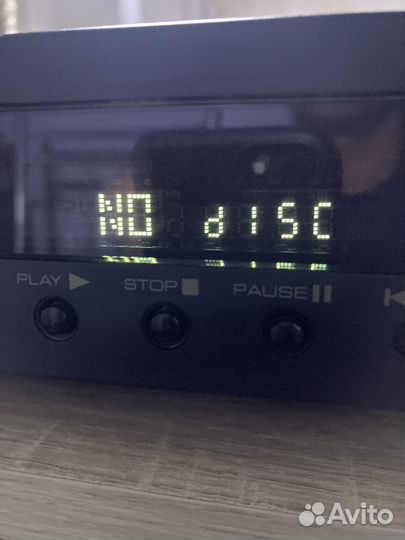 NO dISC
PLAY ▶ STOP ■ PAUSE ❚❚
Avito